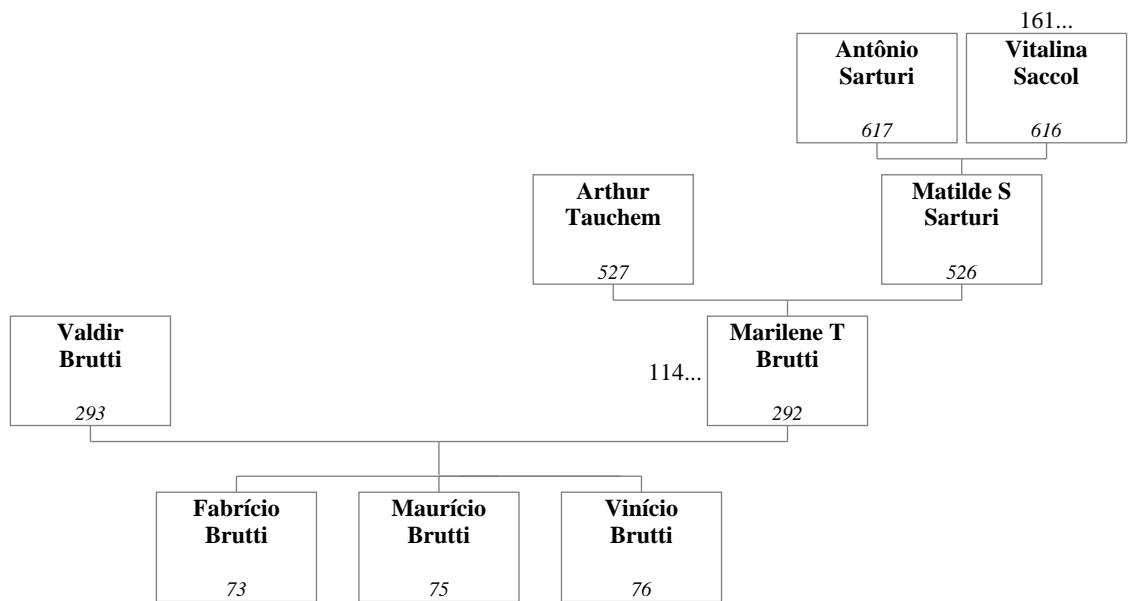 161...
Antônio
Sarturi
617
Vitalina
Saccol
616
Arthur
Tauchem
527
Matilde S
Sarturi
526
Valdir
Brutti
293
114...
Marilene T
Brutti
292
Fabrício
Brutti
73
Maurício
Brutti
75
Vinício
Brutti
76